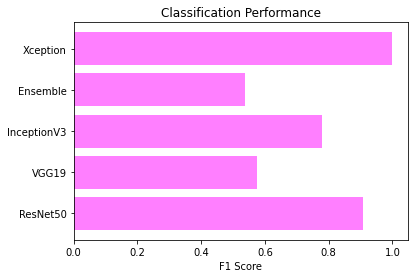 Classification Performance
Xception
Ensemble
InceptionV3
VGG19
ResNet50
0.0 0.2 0.4 0.6 0.8 1.0
F1 Score